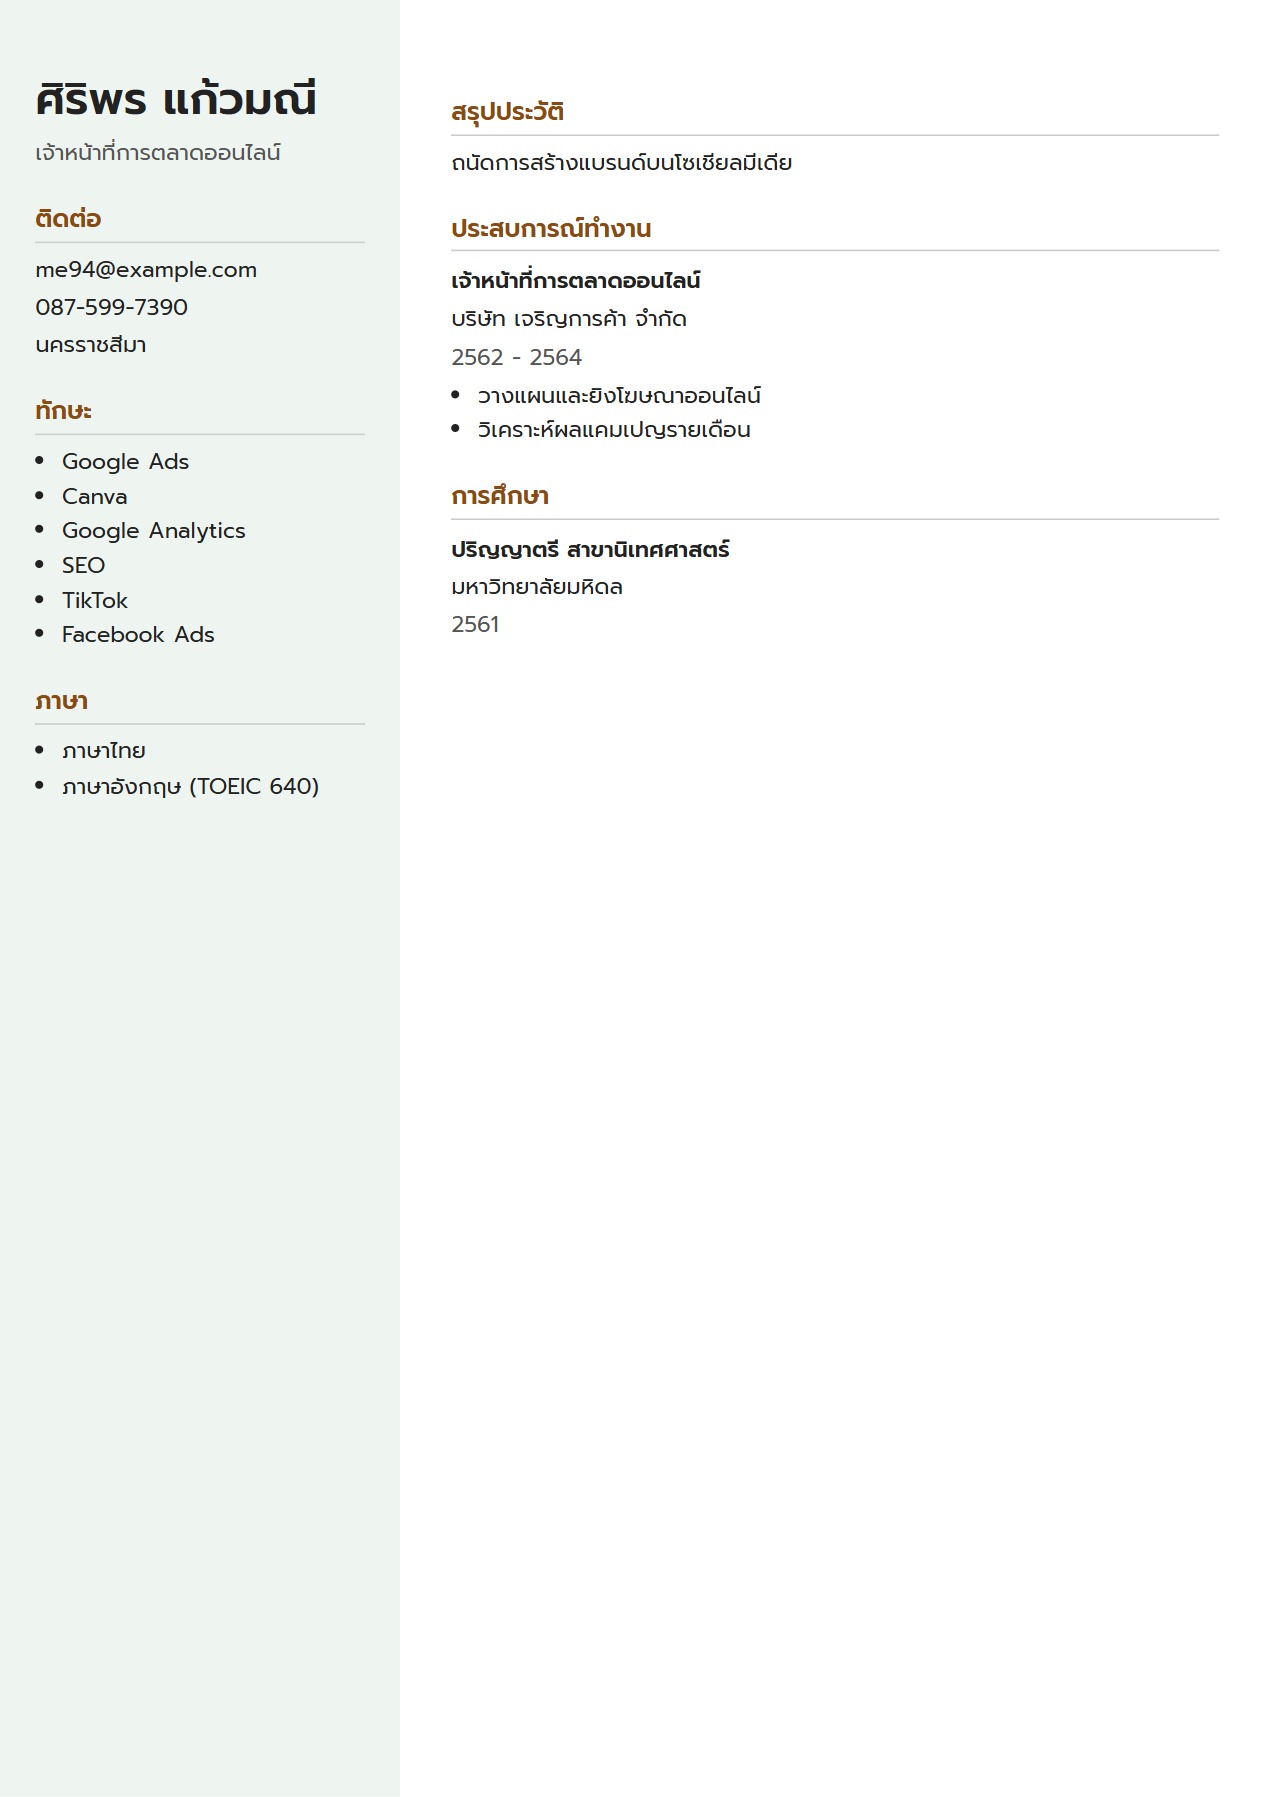 ศิริพร แก้วมณี
เจ้าหน้าที่การตลาดออนไลน์
ติดต่อ
me94@example.com
087-599-7390
นครราชสีมา
ทักษะ
• Google Ads
• Canva
• Google Analytics
• SEO
• TikTok
• Facebook Ads
ภาษา
• ภาษาไทย
• ภาษาอังกฤษ (TOEIC 640)
สรุปประวัติ
ถนัดการสร้างแบรนด์บนโซเชียลมีเดีย
ประสบการณ์ทำงาน
เจ้าหน้าที่การตลาดออนไลน์
บริษัท เจริญการค้า จำกัด
2562 - 2564
• วางแผนและยิงโฆษณาออนไลน์
• วิเคราะห์ผลแคมเปญรายเดือน
การศึกษา
ปริญญาตรี สาขานิเทศศาสตร์
มหาวิทยาลัยมหิดล
2561